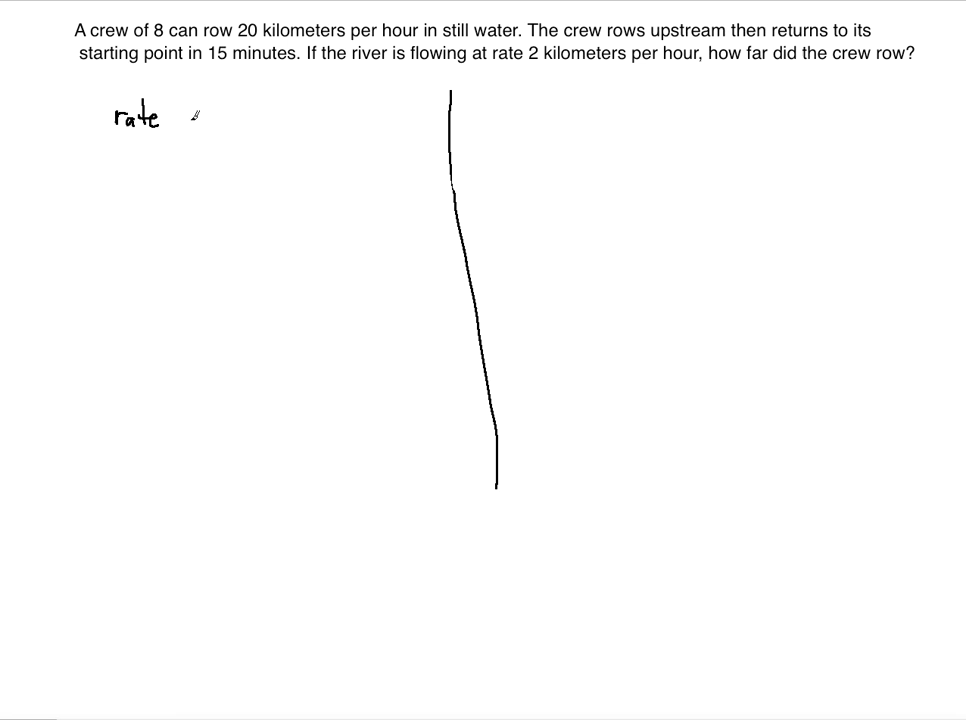 A crew of 8 can row 20 kilometers per hour in still water. The crew rows upstream then returns to its
starting point in 15 minutes. If the river is flowing at rate 2 kilometers per hour, how far did the crew row?
rate